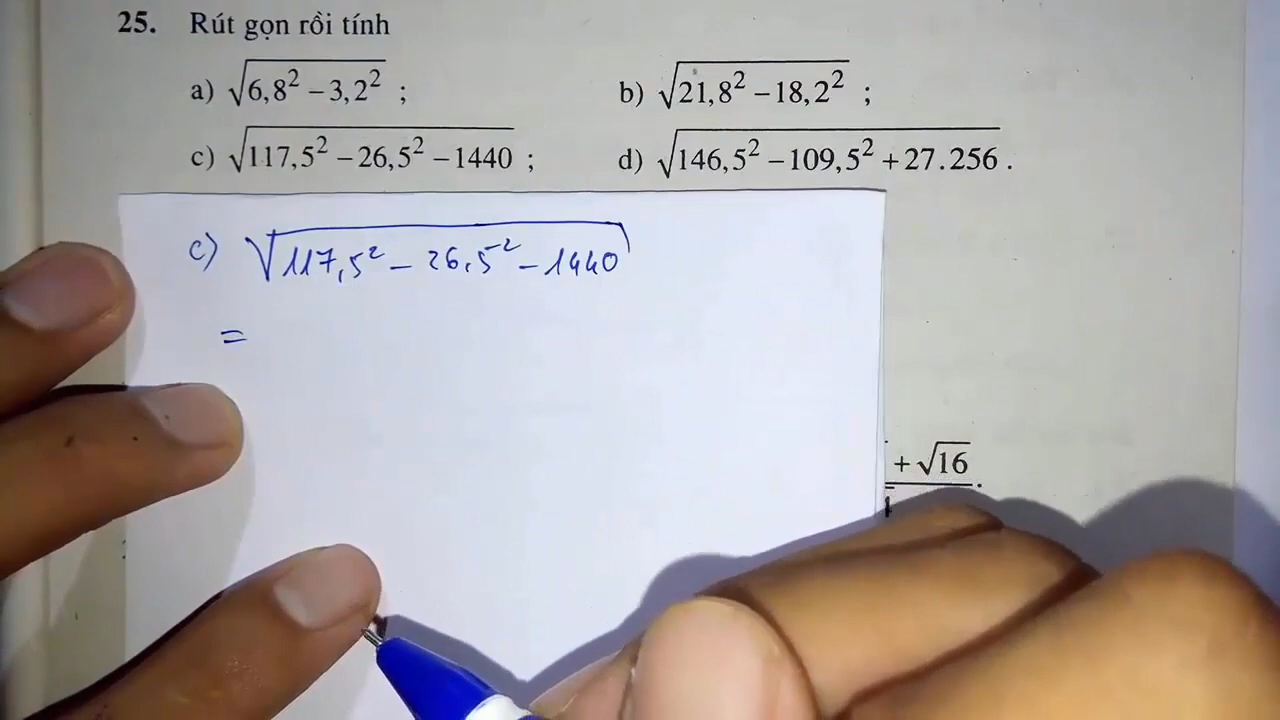 25. Rút gọn rồi tính
a) √(6,8² – 3,2²) ; b) √(21,8² – 18,2²) ;
c) √(117,5² – 26,5² – 1440) ; d) √(146,5² – 109,5² + 27.256) .
c) √(117,5² – 26,5² – 1440)
=
+ √16 .